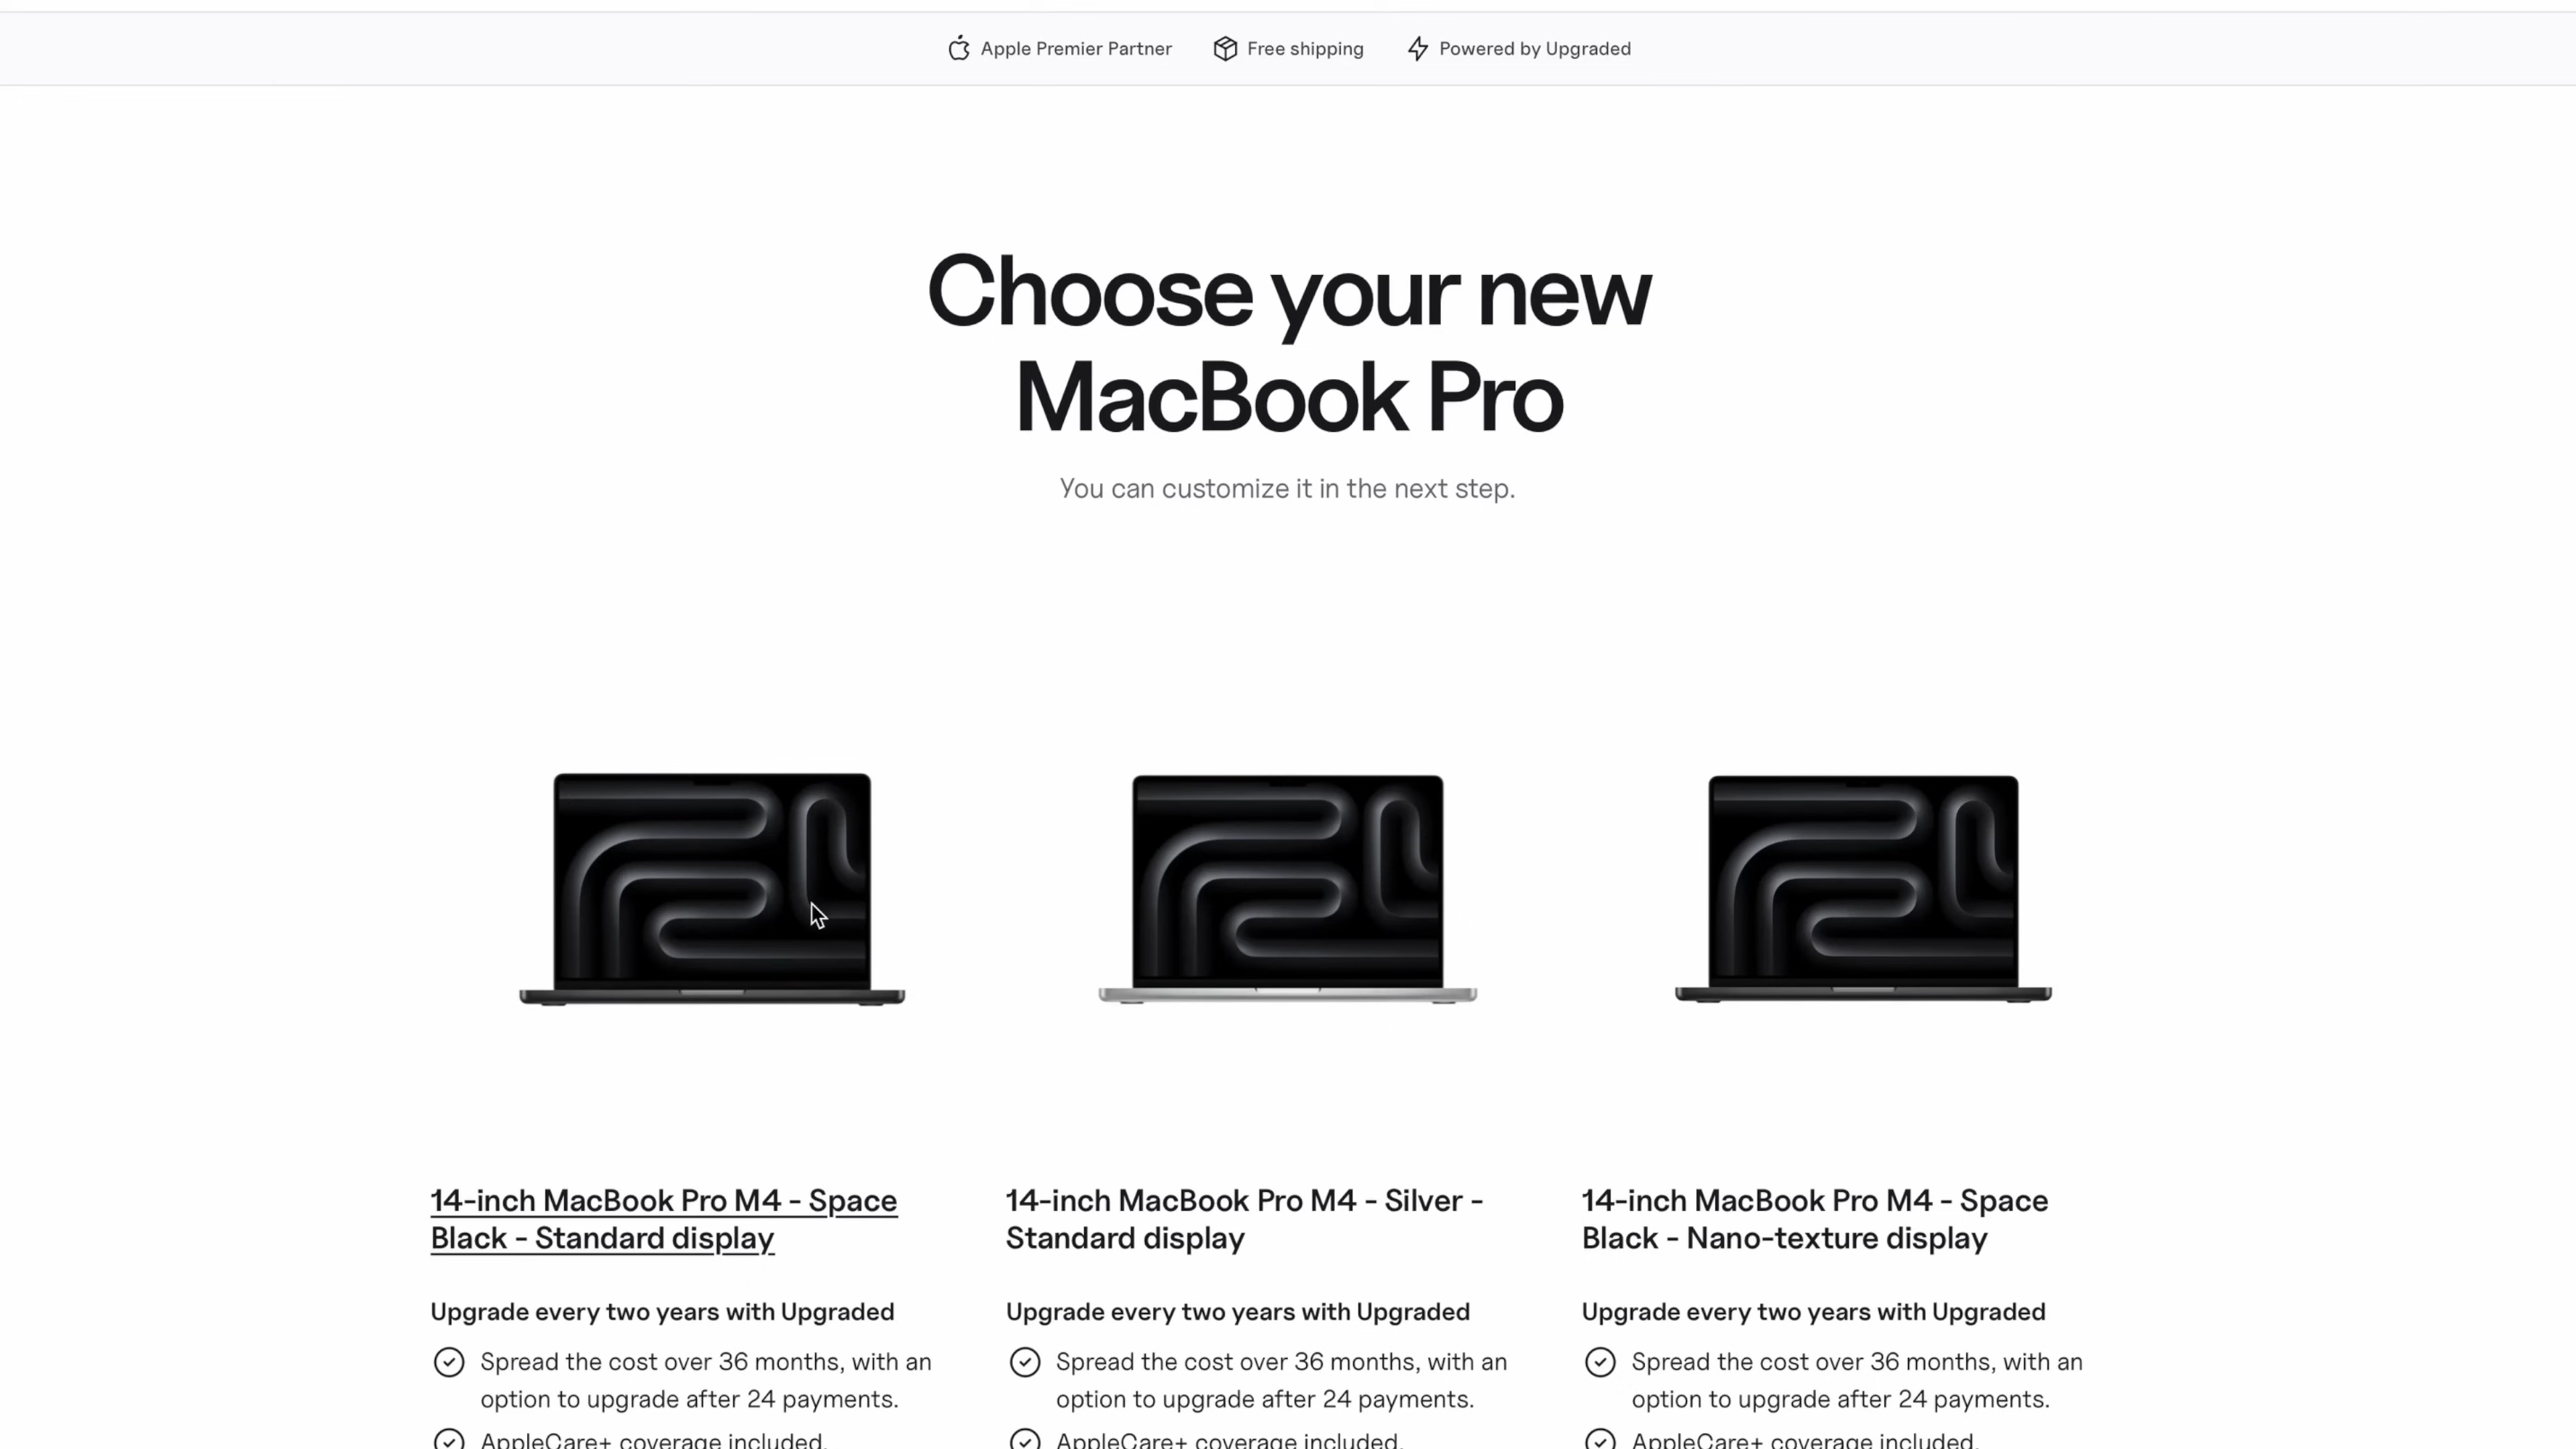 Apple Premier Partner
Free shipping
Powered by Upgraded
Choose your new
MacBook Pro
You can customize it in the next step.
14-inch MacBook Pro M4 - Space
Black - Standard display
Upgrade every two years with Upgraded
Spread the cost over 36 months, with an
option to upgrade after 24 payments.
AppleCare+ coverage included.
14-inch MacBook Pro M4 - Silver -
Standard display
Upgrade every two years with Upgraded
Spread the cost over 36 months, with an
option to upgrade after 24 payments.
AppleCare+ coverage included.
14-inch MacBook Pro M4 - Space
Black - Nano-texture display
Upgrade every two years with Upgraded
Spread the cost over 36 months, with an
option to upgrade after 24 payments.
AppleCare+ coverage included.